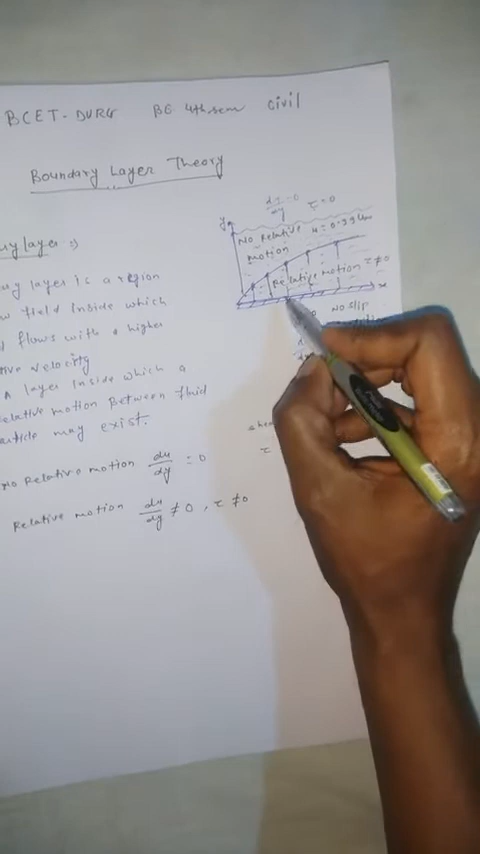 BCET-DURG BE 4th sem Civil
Boundary Layer Theory
layer :)
layer is a region
field inside which
flows with a higher
velocity
A layer inside which a
Relative motion Between fluid
may exist.
No Relative motion du/dy = 0
Relative motion du/dy ≠ 0, τ ≠ 0
du/dy = 0 τ = 0
y
No Relative u = 0.99 U∞
motion
Relative motion τ ≠ 0
x
No slip
τ